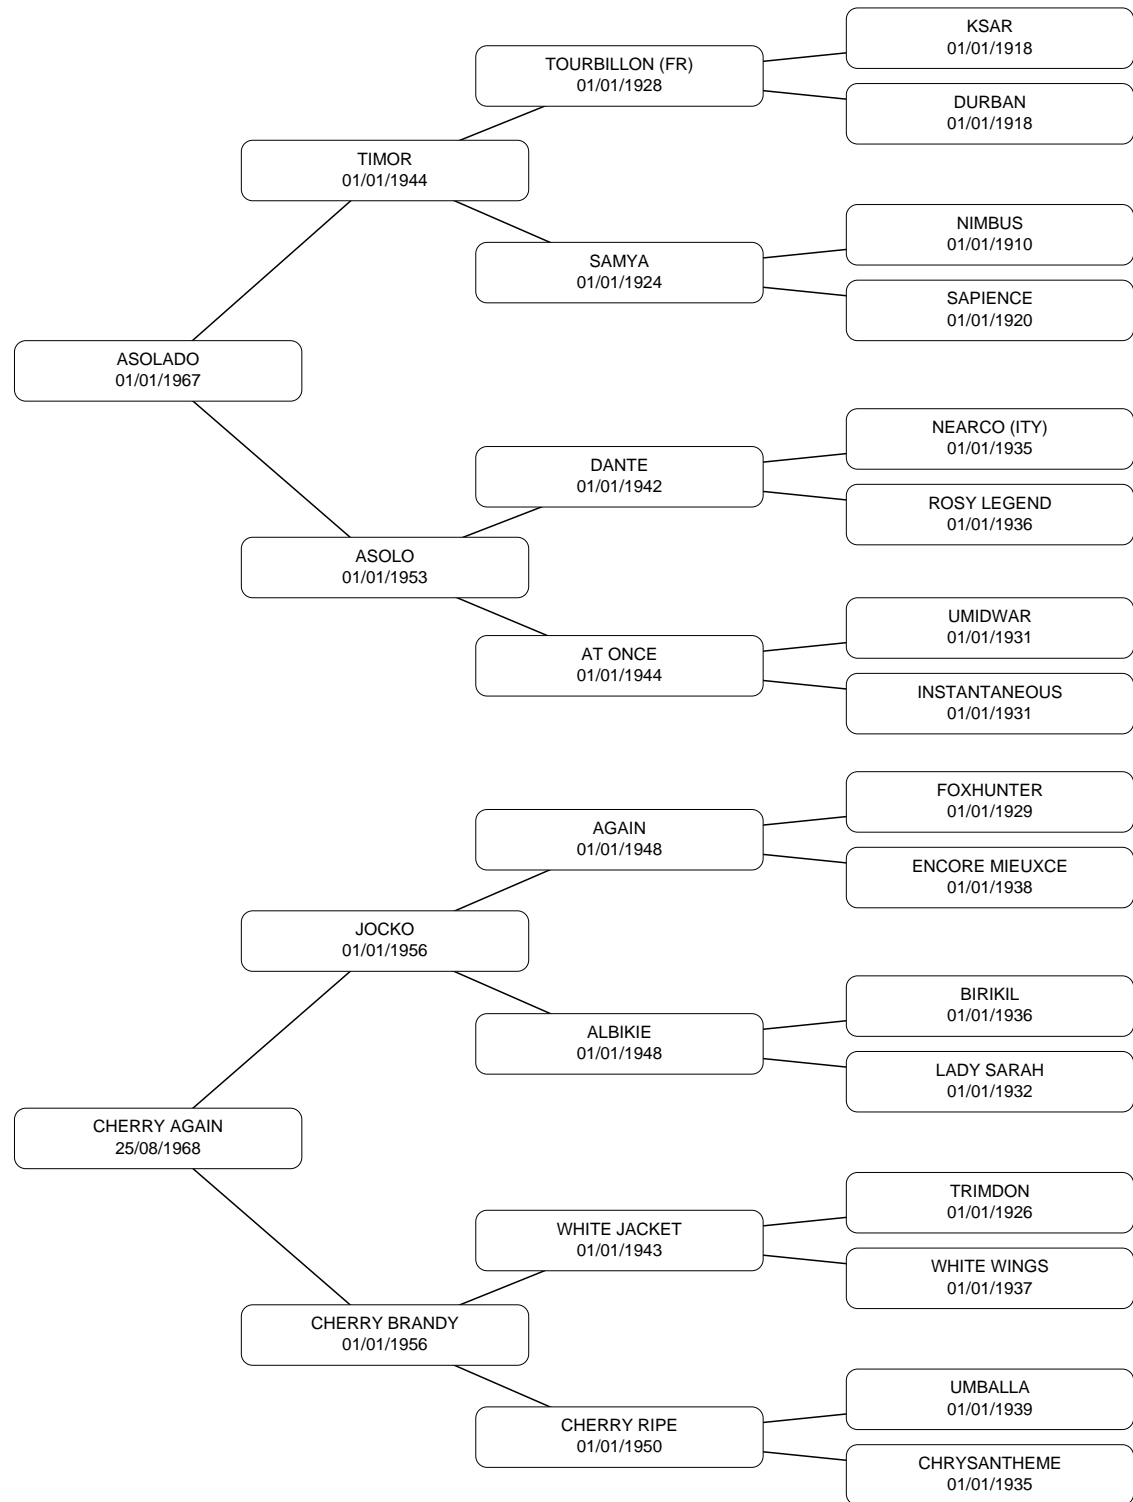 KSAR
01/01/1918
TOURBILLON (FR)
01/01/1928
DURBAN
01/01/1918
TIMOR
01/01/1944
NIMBUS
01/01/1910
SAMYA
01/01/1924
SAPIENCE
01/01/1920
ASOLADO
01/01/1967
NEARCO (ITY)
01/01/1935
DANTE
01/01/1942
ROSY LEGEND
01/01/1936
ASOLO
01/01/1953
UMIDWAR
01/01/1931
AT ONCE
01/01/1944
INSTANTANEOUS
01/01/1931
FOXHUNTER
01/01/1929
AGAIN
01/01/1948
ENCORE MIEUXCE
01/01/1938
JOCKO
01/01/1956
BIRIKIL
01/01/1936
ALBIKIE
01/01/1948
LADY SARAH
01/01/1932
CHERRY AGAIN
25/08/1968
TRIMDON
01/01/1926
WHITE JACKET
01/01/1943
WHITE WINGS
01/01/1937
CHERRY BRANDY
01/01/1956
UMBALLA
01/01/1939
CHERRY RIPE
01/01/1950
CHRYSANTHEME
01/01/1935